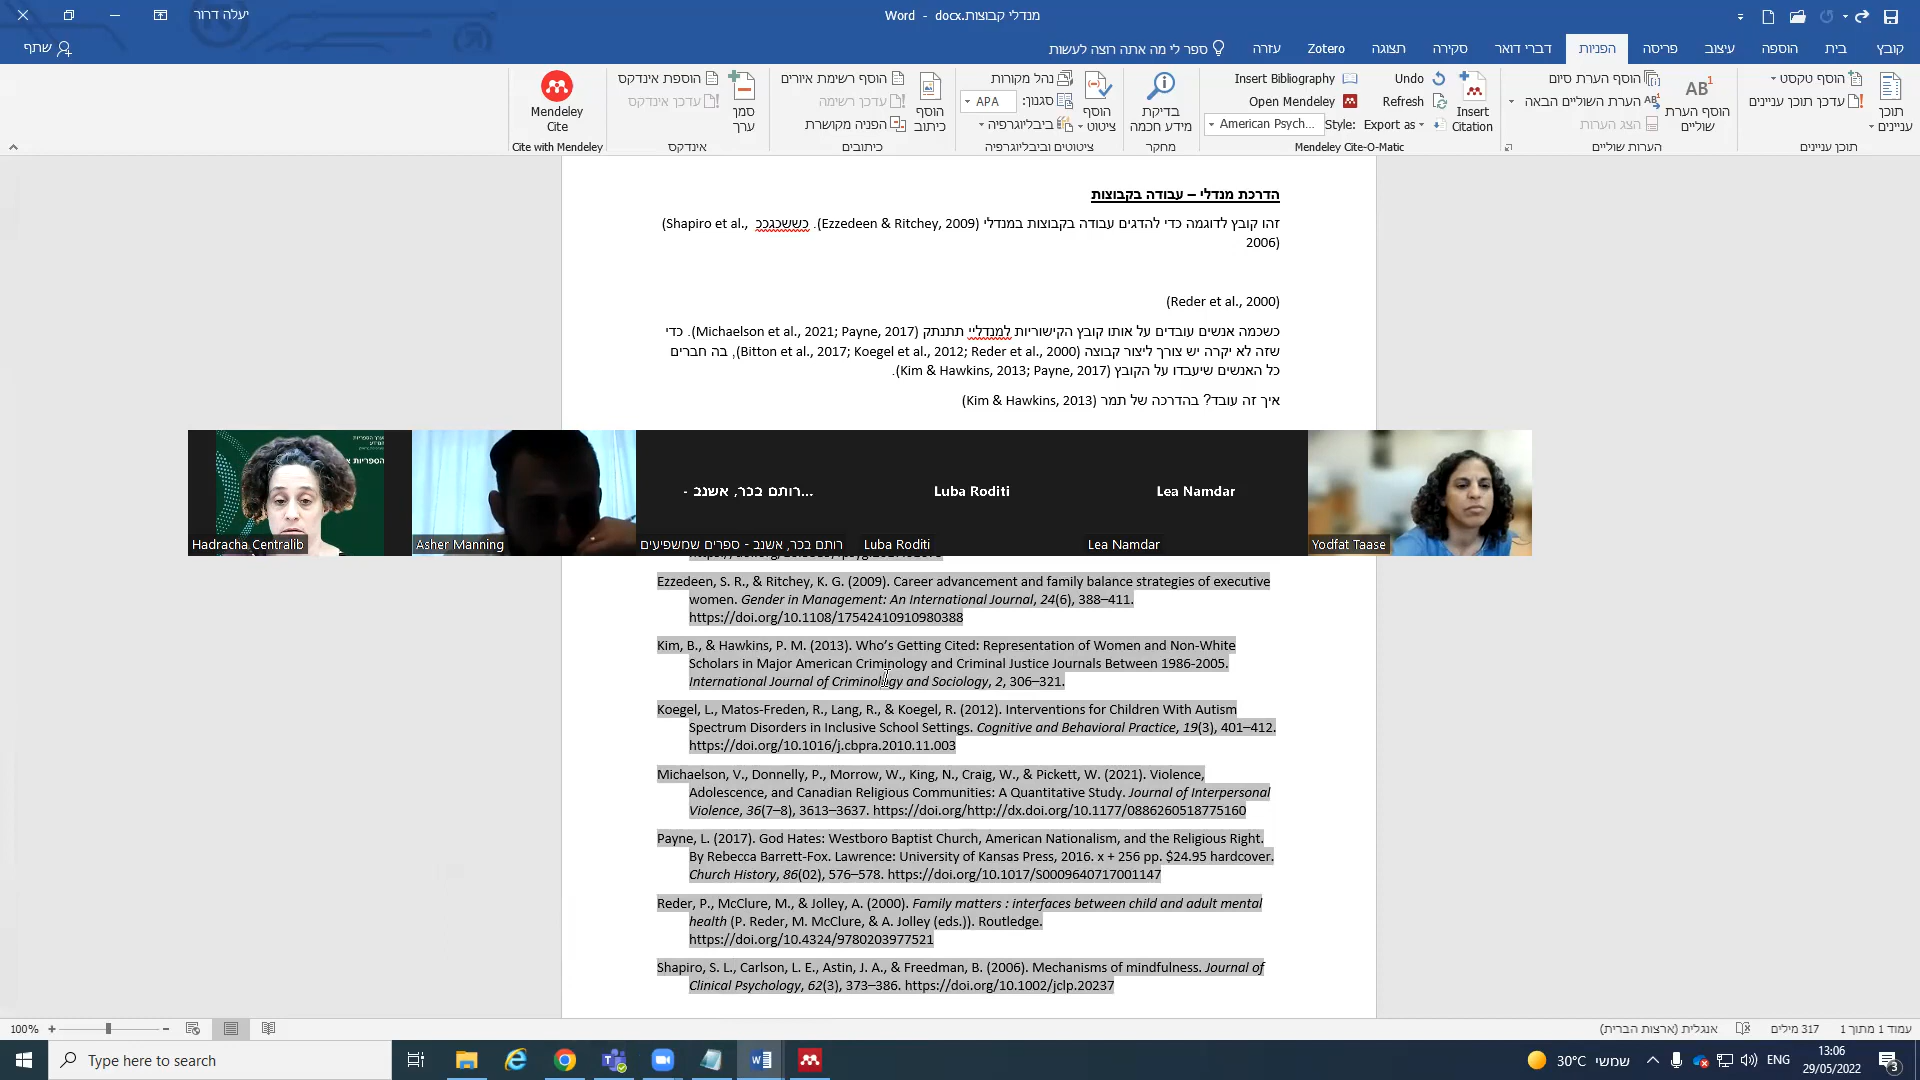 יעלה דרור
מנדלי קבוצות.docx - Word
קובץ
בית
הוספה
עיצוב
פריסה
הפניות
דברי דואר
סקירה
תצוגה
Zotero
עזרה
ספר לי מה אתה רוצה לעשות
שתף
תוכן עניינים
הוסף טקסט
עדכן תוכן עניינים
תוכן עניינים
הוסף הערת שוליים
הוסף הערת סיום
הערת השוליים הבאה
הצג הערות
הערות שוליים
Insert Citation
Undo
Refresh
Export as
Insert Bibliography
Open Mendeley
Style: American Psych...
Mendeley Cite-O-Matic
בדיקת מידע חכמה
מחקר
הוסף ציטוט
נהל מקורות
סגנון: APA
ביבליוגרפיה
ציטוטים וביבליוגרפיה
הוסף כיתוב
הוסף רשימת איורים
עדכן רשימה
הפניה מקושרת
כיתובים
סמן ערך
הוספת אינדקס
עדכן אינדקס
אינדקס
Mendeley Cite
Cite with Mendeley
הדרכת מנדלי – עבודה בקבוצות
זהו קובץ לדוגמה כדי להדגים עבודה בקבוצות במנדלי (Ezzedeen & Ritchey, 2009). כששכגככ (Shapiro et al.,
2006)
(Reder et al., 2000)
כשכמה אנשים עובדים על אותו קובץ הקישוריות למנדליי תתנתק (Michaelson et al., 2021; Payne, 2017). כדי
שזה לא יקרה יש צורך ליצור קבוצה (Bitton et al., 2017; Koegel et al., 2012; Reder et al., 2000), בה חברים
כל האנשים שיעבדו על הקובץ (Kim & Hawkins, 2013; Payne, 2017).
איך זה עובד? בהדרכה של תמר (Kim & Hawkins, 2013)
רותם בכר, אשנב -...
Luba Roditi
Lea Namdar
Hadracha Centralib
Asher Manning
רותם בכר, אשנב - ספרים שמשפיעים
Luba Roditi
Lea Namdar
Yodfat Taase
Ezzedeen, S. R., & Ritchey, K. G. (2009). Career advancement and family balance strategies of executive
women. Gender in Management: An International Journal, 24(6), 388–411.
https://doi.org/10.1108/17542410910980388
Kim, B., & Hawkins, P. M. (2013). Who’s Getting Cited: Representation of Women and Non-White
Scholars in Major American Criminology and Criminal Justice Journals Between 1986-2005.
International Journal of Criminology and Sociology, 2, 306–321.
Koegel, L., Matos-Freden, R., Lang, R., & Koegel, R. (2012). Interventions for Children With Autism
Spectrum Disorders in Inclusive School Settings. Cognitive and Behavioral Practice, 19(3), 401–412.
https://doi.org/10.1016/j.cbpra.2010.11.003
Michaelson, V., Donnelly, P., Morrow, W., King, N., Craig, W., & Pickett, W. (2021). Violence,
Adolescence, and Canadian Religious Communities: A Quantitative Study. Journal of Interpersonal
Violence, 36(7–8), 3613–3637. https://doi.org/http://dx.doi.org/10.1177/0886260518775160
Payne, L. (2017). God Hates: Westboro Baptist Church, American Nationalism, and the Religious Right.
By Rebecca Barrett-Fox. Lawrence: University of Kansas Press, 2016. x + 256 pp. $24.95 hardcover.
Church History, 86(02), 576–578. https://doi.org/10.1017/S0009640717001147
Reder, P., McClure, M., & Jolley, A. (2000). Family matters : interfaces between child and adult mental
health (P. Reder, M. McClure, & A. Jolley (eds.)). Routledge.
https://doi.org/10.4324/9780203977521
Shapiro, S. L., Carlson, L. E., Astin, J. A., & Freedman, B. (2006). Mechanisms of mindfulness. Journal of
Clinical Psychology, 62(3), 373–386. https://doi.org/10.1002/jclp.20237
עמוד 1 מתוך 1
317 מילים
אנגלית (ארצות הברית)
100%
Type here to search
30°C שמשי
ENG
13:06
29/05/2022
3